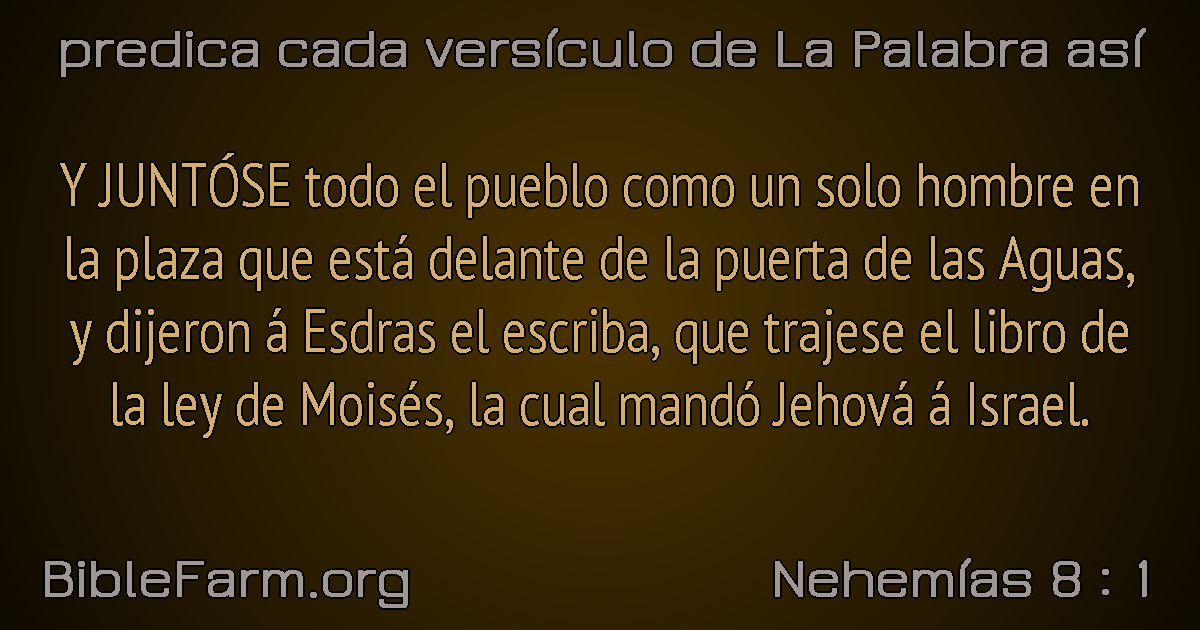 predica cada versículo de La Palabra así
Y JUNTÓSE todo el pueblo como un solo hombre en
la plaza que está delante de la puerta de las Aguas,
y dijeron á Esdras el escriba, que trajese el libro de
la ley de Moisés, la cual mandó Jehová á Israel.
BibleFarm.org
Nehemías 8 : 1